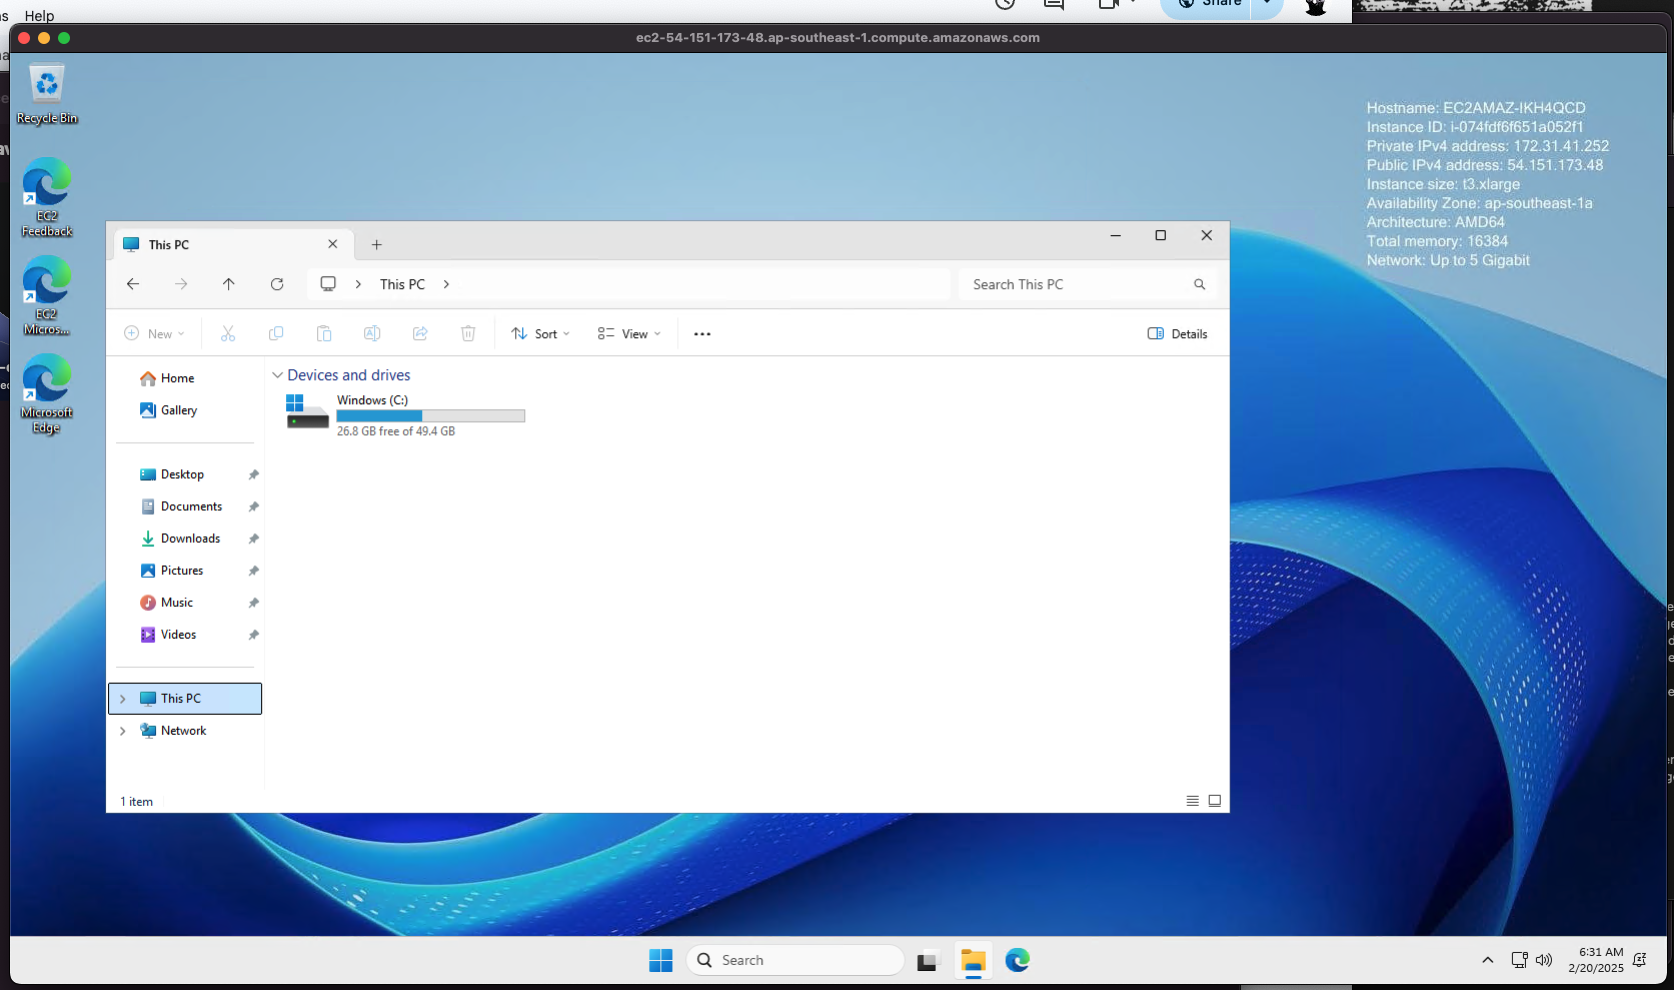 Help
Share
ec2-54-151-173-48.ap-southeast-1.compute.amazonaws.com
Recycle Bin
EC2
Feedback
EC2
Micros...
Microsoft
Edge
Hostname: EC2AMAZ-IKH4QCD
Instance ID: i-074fdf6f651a052f1
Private IPv4 address: 172.31.41.252
Public IPv4 address: 54.151.173.48
Instance size: t3.xlarge
Availability Zone: ap-southeast-1a
Architecture: AMD64
Total memory: 16384
Network: Up to 5 Gigabit
This PC
This PC
Search This PC
New
Sort
View
Details
Home
Gallery
Desktop
Documents
Downloads
Pictures
Music
Videos
This PC
Network
Devices and drives
Windows (C:)
26.8 GB free of 49.4 GB
1 item
Search
6:31 AM
2/20/2025